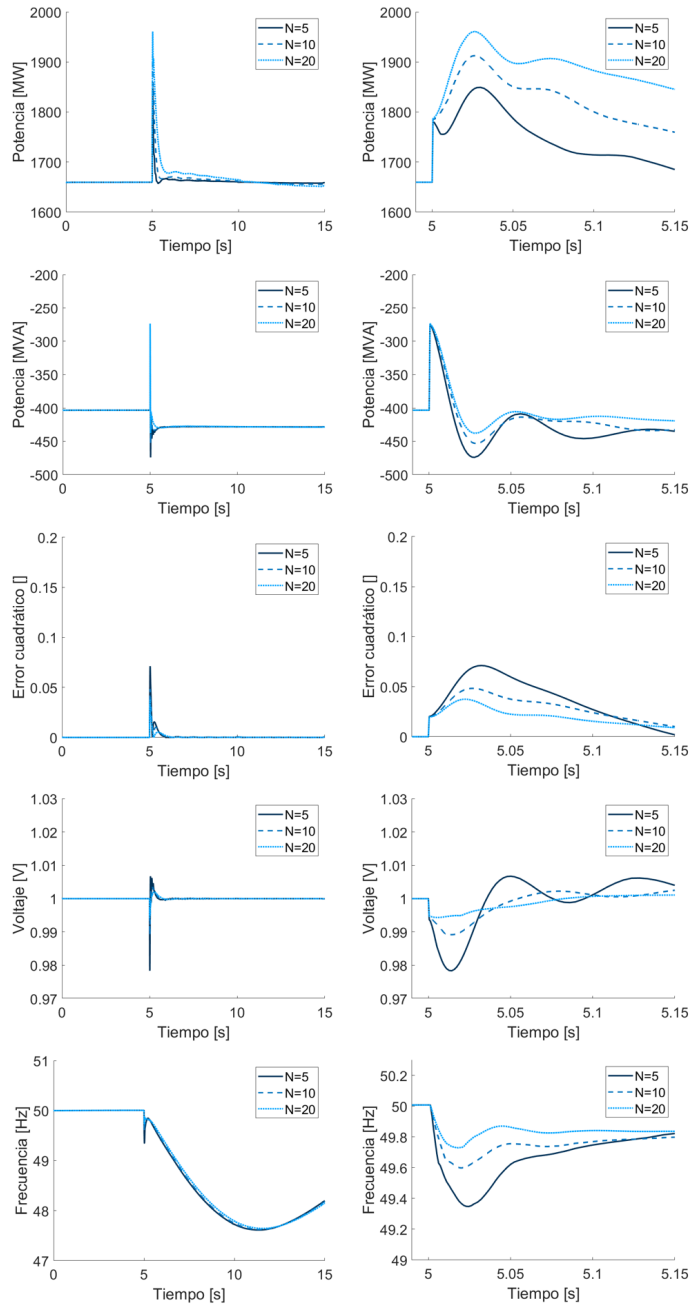 2000
1900
1800
1700
1600
Potencia [MW]
0
5
10
15
Tiempo [s]
N=5
N=10
N=20
2000
1900
1800
1700
1600
Potencia [MW]
5
5.05
5.1
5.15
Tiempo [s]
N=5
N=10
N=20
-200
-250
-300
-350
-400
-450
-500
Potencia [MVA]
0
5
10
15
Tiempo [s]
N=5
N=10
N=20
-200
-250
-300
-350
-400
-450
-500
Potencia [MVA]
5
5.05
5.1
5.15
Tiempo [s]
N=5
N=10
N=20
0.2
0.15
0.1
0.05
0
Error cuadrático []
0
5
10
15
Tiempo [s]
N=5
N=10
N=20
0.2
0.15
0.1
0.05
0
Error cuadrático []
5
5.05
5.1
5.15
Tiempo [s]
N=5
N=10
N=20
1.03
1.02
1.01
1
0.99
0.98
0.97
Voltaje [V]
0
5
10
15
Tiempo [s]
N=5
N=10
N=20
1.03
1.02
1.01
1
0.99
0.98
0.97
Voltaje [V]
5
5.05
5.1
5.15
Tiempo [s]
N=5
N=10
N=20
51
50
49
48
47
Frecuencia [Hz]
0
5
10
15
Tiempo [s]
N=5
N=10
N=20
50.2
50
49.8
49.6
49.4
49.2
49
Frecuencia [Hz]
5
5.05
5.1
5.15
Tiempo [s]
N=5
N=10
N=20